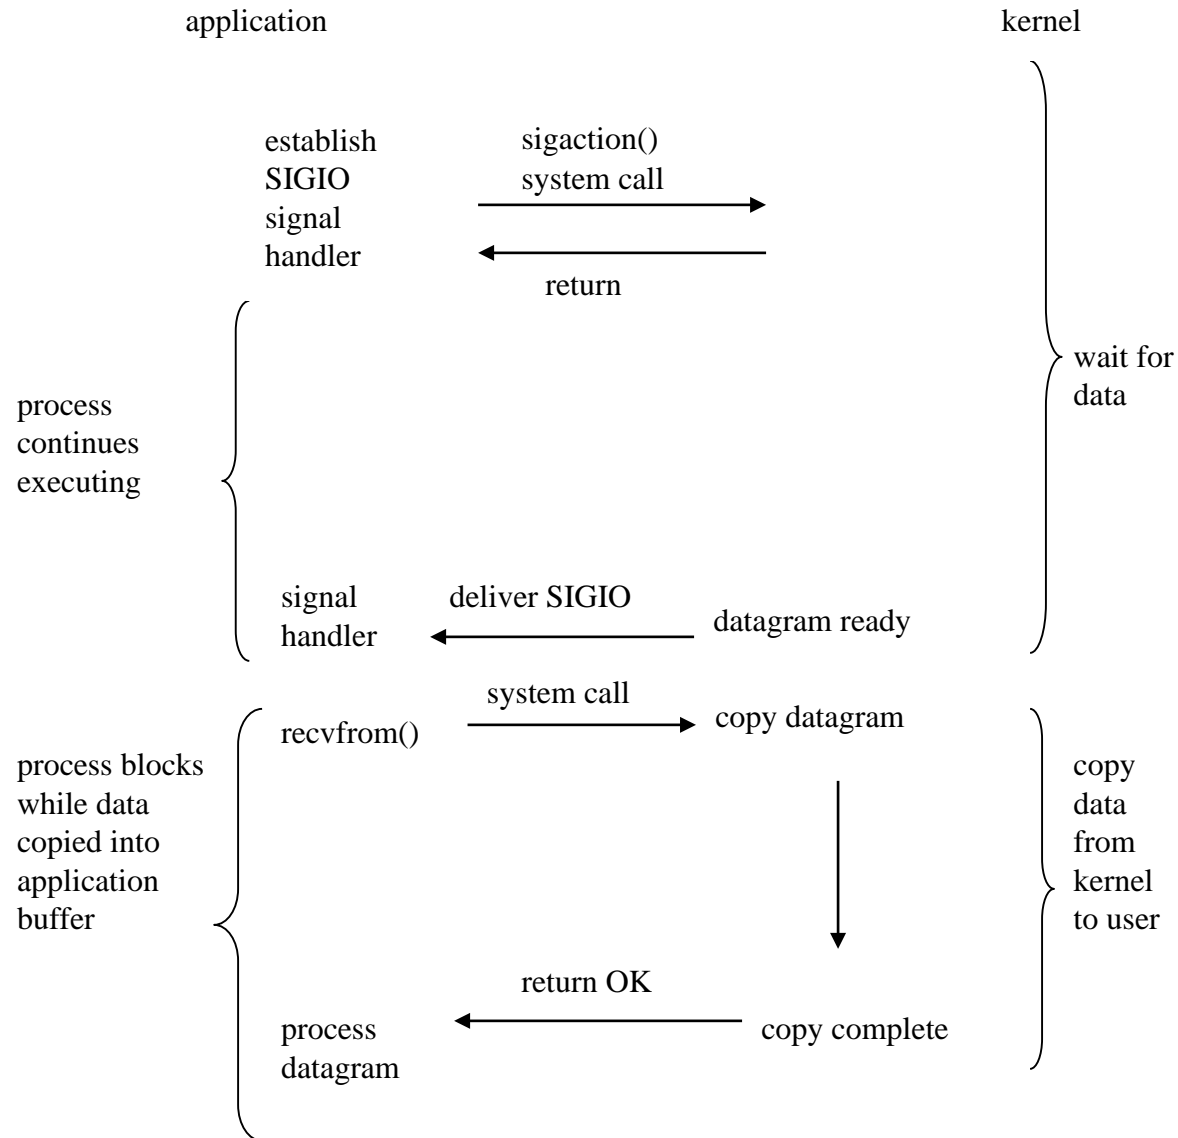 application
kernel
establish
SIGIO
signal
handler
sigaction()
system call
return
wait for
data
process
continues
executing
signal
handler
deliver SIGIO
datagram ready
system call
recvfrom()
copy datagram
process blocks
while data
copied into
application
buffer
copy
data
from
kernel
to user
return OK
process
datagram
copy complete